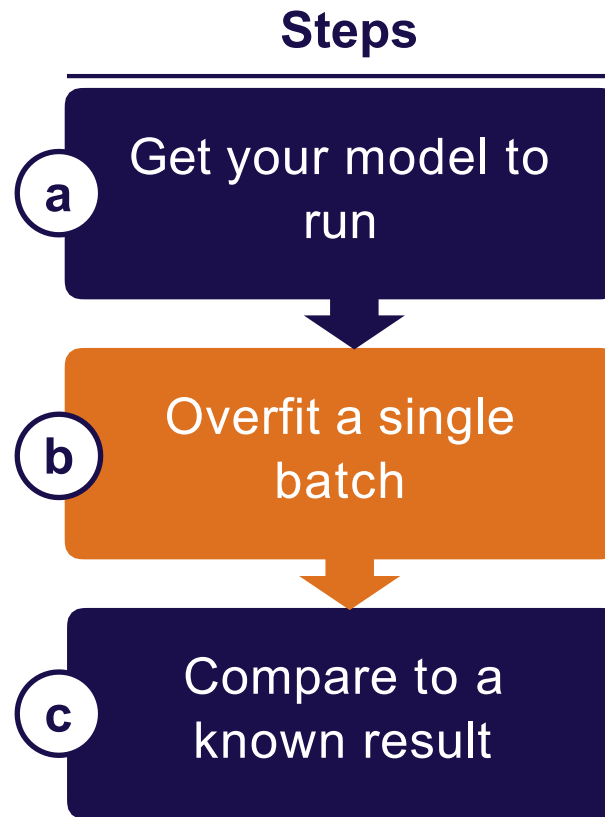 Steps
a
Get your model to
run
b
Overfit a single
batch
c
Compare to a
known result